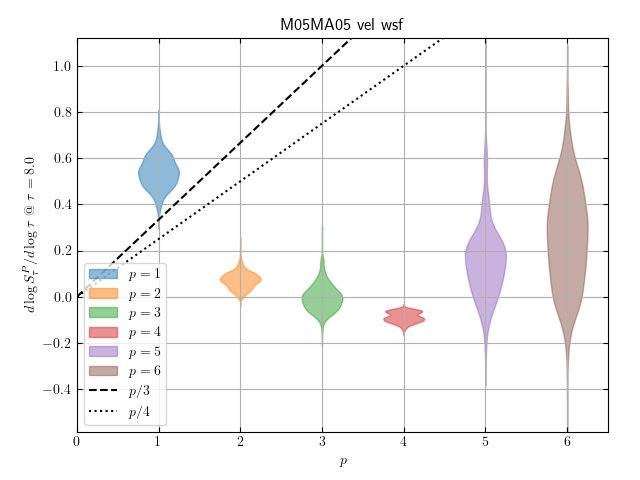 M05MA05 vel wsf
d log S_τ^P / d log τ @ τ = 8.0
1.0
0.8
0.6
0.4
0.2
0.0
−0.2
−0.4
p = 1
p = 2
p = 3
p = 4
p = 5
p = 6
p/3
p/4
0 1 2 3 4 5 6
p